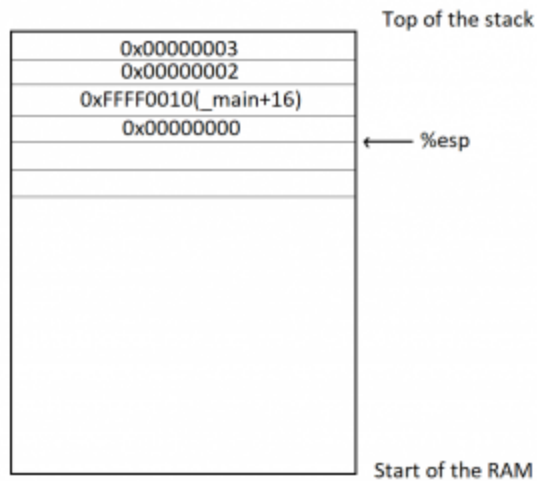 Top of the stack
0x00000003
0x00000002
0xFFFF0010(_main+16)
0x00000000
%esp
Start of the RAM